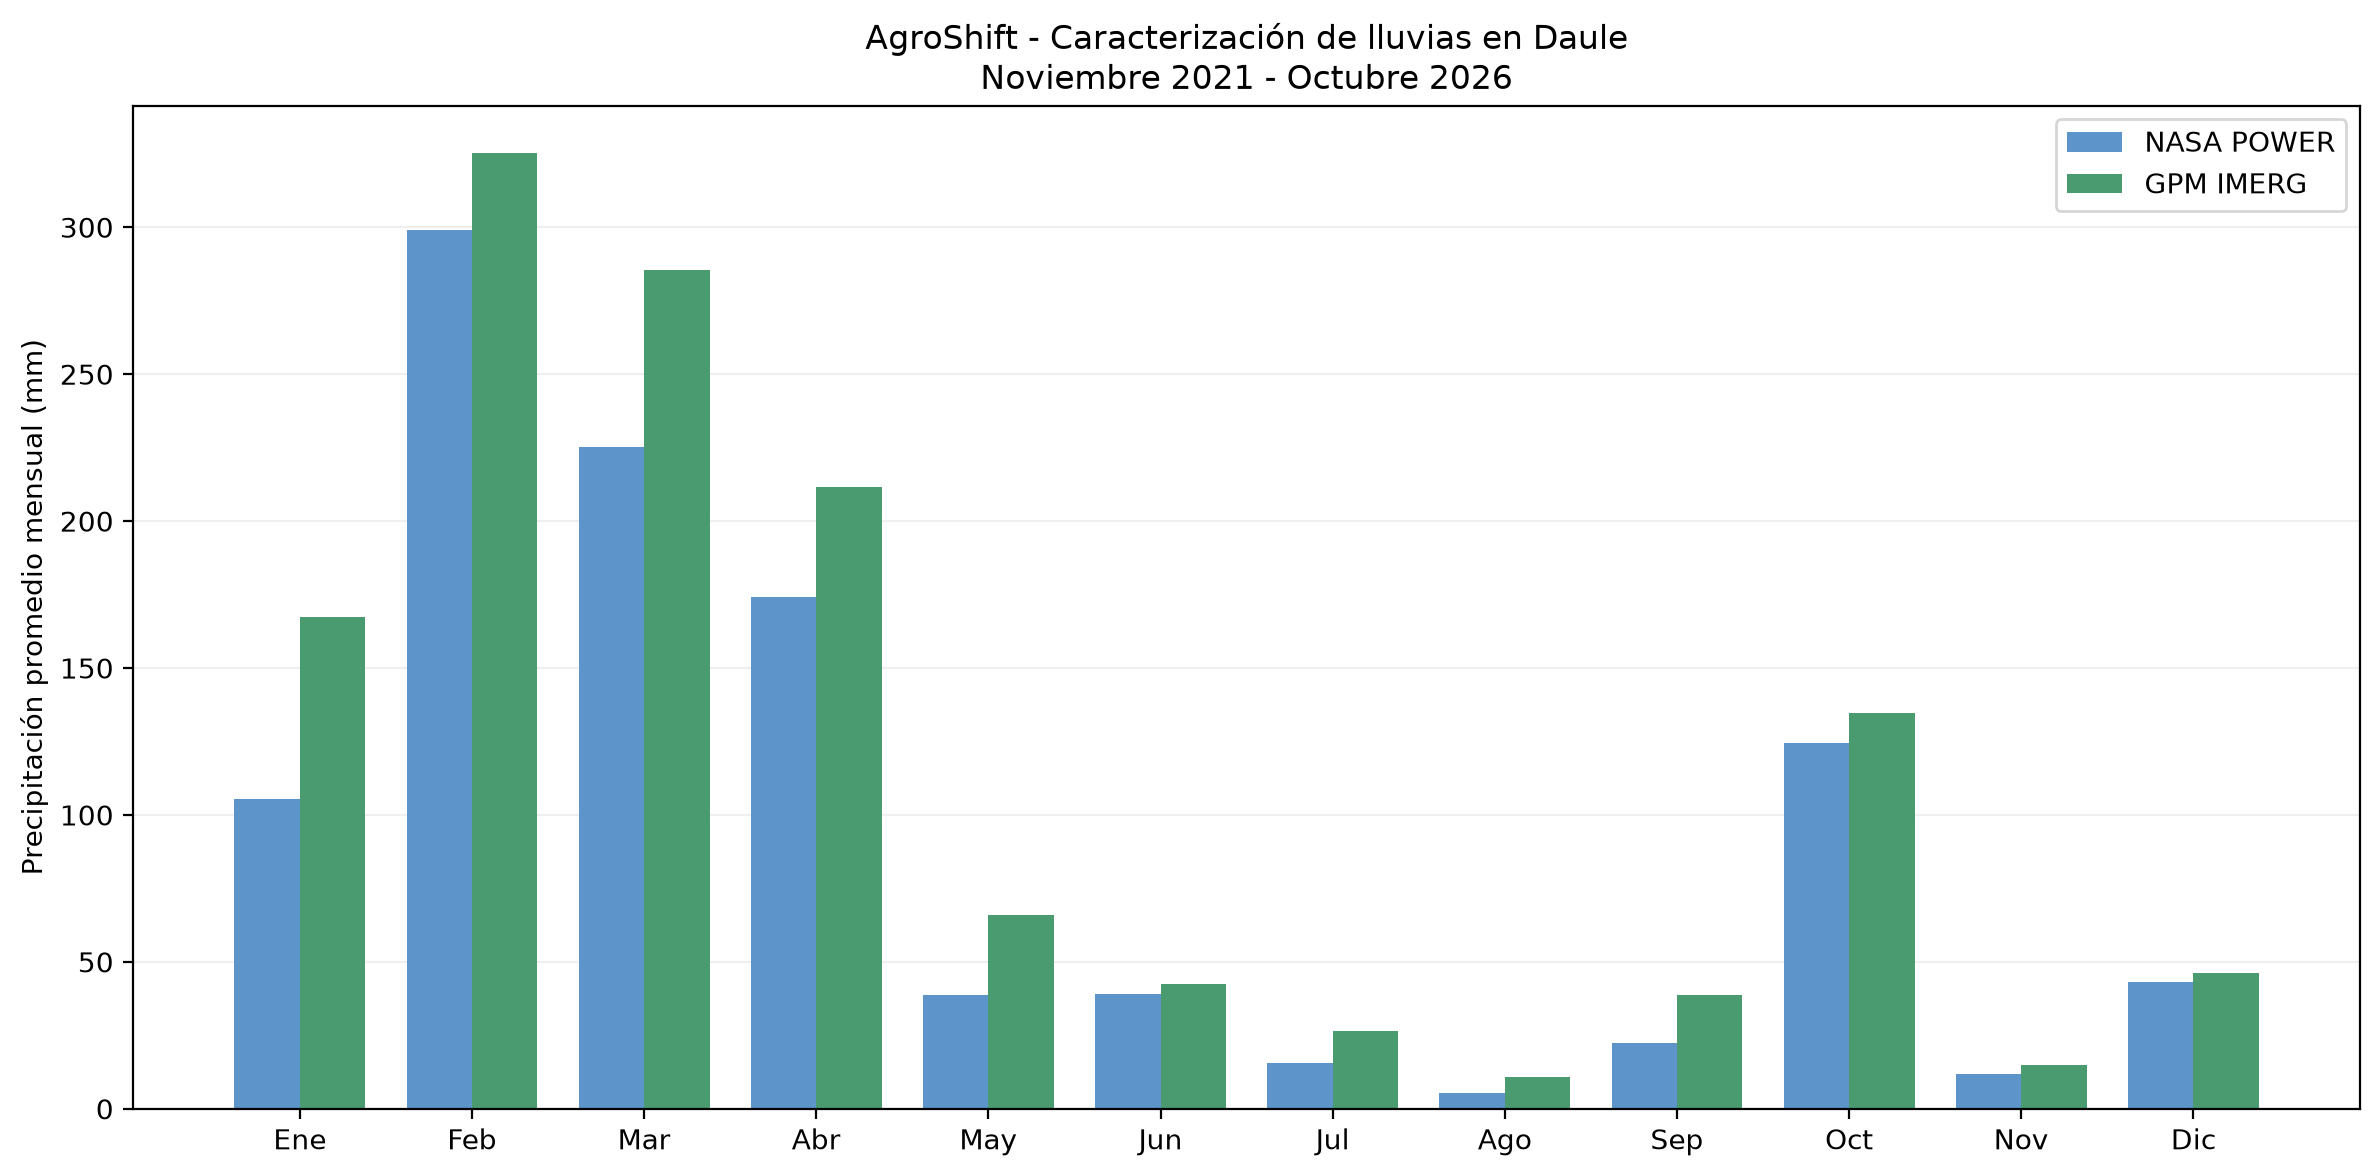 AgroShift - Caracterización de lluvias en Daule
Noviembre 2021 - Octubre 2026
NASA POWER
GPM IMERG
Precipitación promedio mensual (mm)
300
250
200
150
100
50
0
Ene Feb Mar Abr May Jun Jul Ago Sep Oct Nov Dic